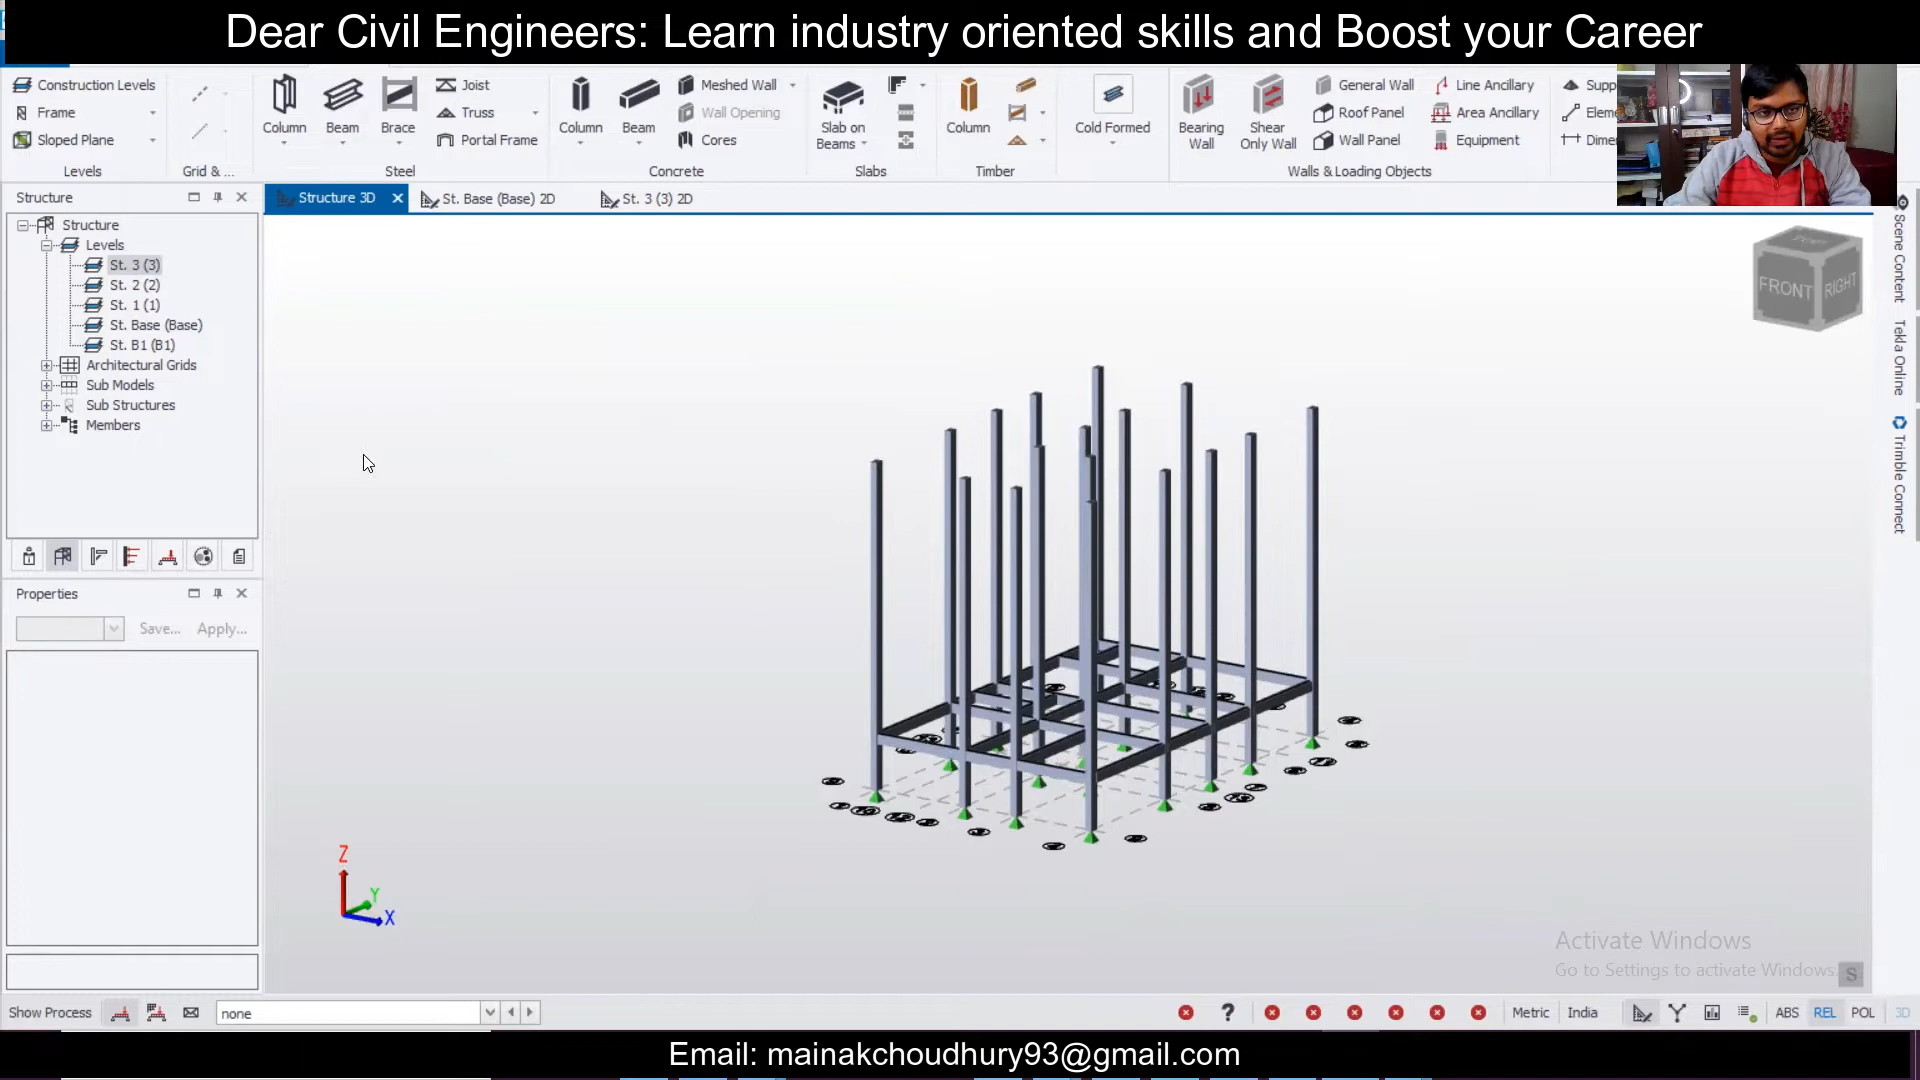 Dear Civil Engineers: Learn industry oriented skills and Boost your Career
Construction Levels
Frame
Sloped Plane
Levels
Grid & ...
Column
Beam
Brace
Joist
Truss
Portal Frame
Steel
Column
Beam
Meshed Wall
Wall Opening
Cores
Concrete
Slab on
Beams
Slabs
Column
Timber
Cold Formed
Bearing
Wall
Shear
Only Wall
General Wall
Roof Panel
Wall Panel
Line Ancillary
Area Ancillary
Equipment
Walls & Loading Objects
Supp
Elem
Dime
Structure
Structure 3D
St. Base (Base) 2D
St. 3 (3) 2D
Structure
Levels
St. 3 (3)
St. 2 (2)
St. 1 (1)
St. Base (Base)
St. B1 (B1)
Architectural Grids
Sub Models
Sub Structures
Members
TOP
FRONT
RIGHT
Scene Content
Tekla Online
Trimble Connect
Properties
Save...
Apply...
Z
Y
X
Activate Windows
Go to Settings to activate Windows.
S
Show Process
none
?
Metric
India
ABS
REL
POL
3D
Email: mainakchoudhury93@gmail.com